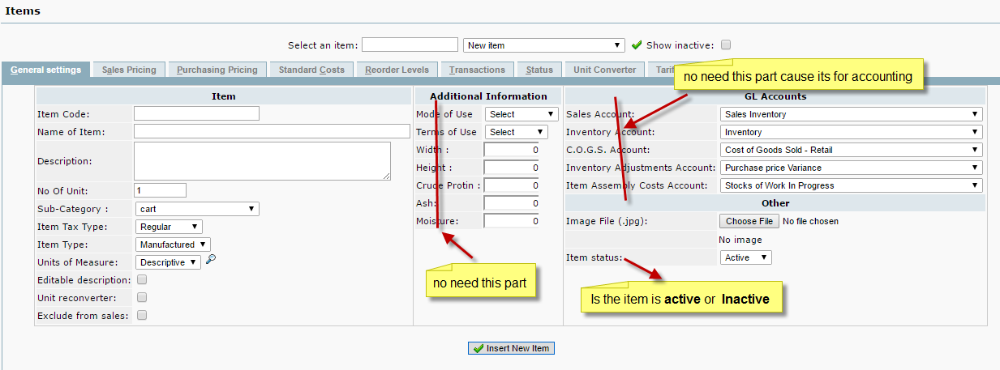 Items
Select an item: New item Show inactive:
General settings Sales Pricing Purchasing Pricing Standard Costs Reorder Levels Transactions Status Unit Converter Tarif
no need this part cause its for accounting
Item
Item Code:
Name of Item:
Description:
No Of Unit: 1
Sub-Category : cart
Item Tax Type: Regular
Item Type: Manufactured
Units of Measure: Descriptive
Editable description:
Unit reconverter:
Exclude from sales:
Additional Information
Mode of Use Select
Terms of Use Select
Width : 0
Height : 0
Crude Protin : 0
Ash: 0
Moisture: 0
no need this part
GL Accounts
Sales Account: Sales Inventory
Inventory Account: Inventory
C.O.G.S. Account: Cost of Goods Sold - Retail
Inventory Adjustments Account: Purchase price Variance
Item Assembly Costs Account: Stocks of Work In Progress
Other
Image File (.jpg): Choose File No file chosen
No image
Item status: Active
Is the item is active or Inactive
Insert New Item